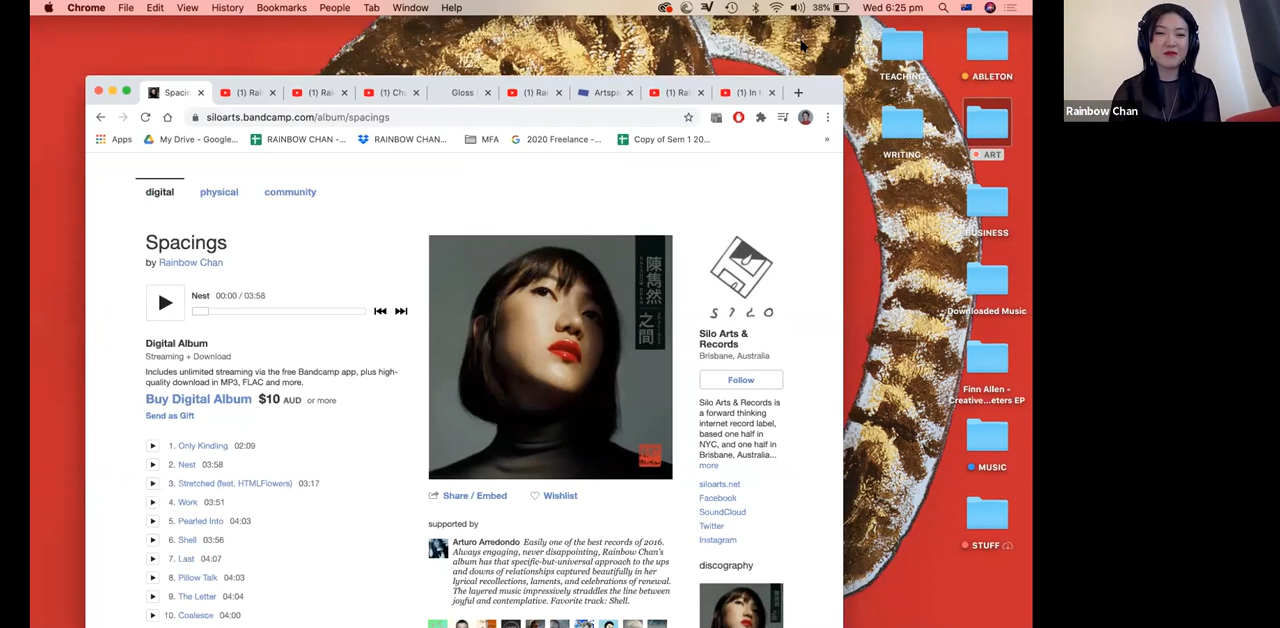 Chrome File Edit View History Bookmarks People Tab Window Help
38% Wed 6:25 pm
Spacin (1) Rai (1) Rai (1) Chu Gloss (1) Rai Artspa (1) Rai (1) In t
siloarts.bandcamp.com/album/spacings
Apps My Drive - Google... RAINBOW CHAN -... RAINBOW CHAN... MFA 2020 Freelance -... Copy of Sem 1 20... »
digital physical community
Spacings
by Rainbow Chan
Nest 00:00 / 03:58
Digital Album
Streaming + Download
Includes unlimited streaming via the free Bandcamp app, plus high-
quality download in MP3, FLAC and more.
Buy Digital Album $10 AUD or more
Send as Gift
1. Only Kindling 02:09
2. Nest 03:58
3. Stretched (feat. HTMLFlowers) 03:17
4. Work 03:51
5. Pearled Into 04:03
6. Shell 03:56
7. Last 04:07
8. Pillow Talk 04:03
9. The Letter 04:04
10. Coalesce 04:00
陳雋然
RAINBOW CHAN
之間
SPACINGS
Share / Embed Wishlist
supported by
Arturo Arredondo Easily one of the best records of 2016.
Always engaging, never disappointing, Rainbow Chan's
album has that specific-but-universal approach to the ups
and downs of relationships captured beautifully in her
lyrical recollections, laments, and celebrations of renewal.
The layered music impressively straddles the line between
joyful and contemplative. Favorite track: Shell.
SILO
Silo Arts &
Records
Brisbane, Australia
Follow
Silo Arts & Records is
a forward thinking
internet record label,
based one half in
NYC, and one half in
Brisbane, Australia...
more
siloarts.net
Facebook
SoundCloud
Twitter
Instagram
discography
TEACHING
ABLETON
WRITING
ART
BUSINESS
Downloaded Music
Finn Allen -
Creative...eters EP
MUSIC
STUFF
Rainbow Chan